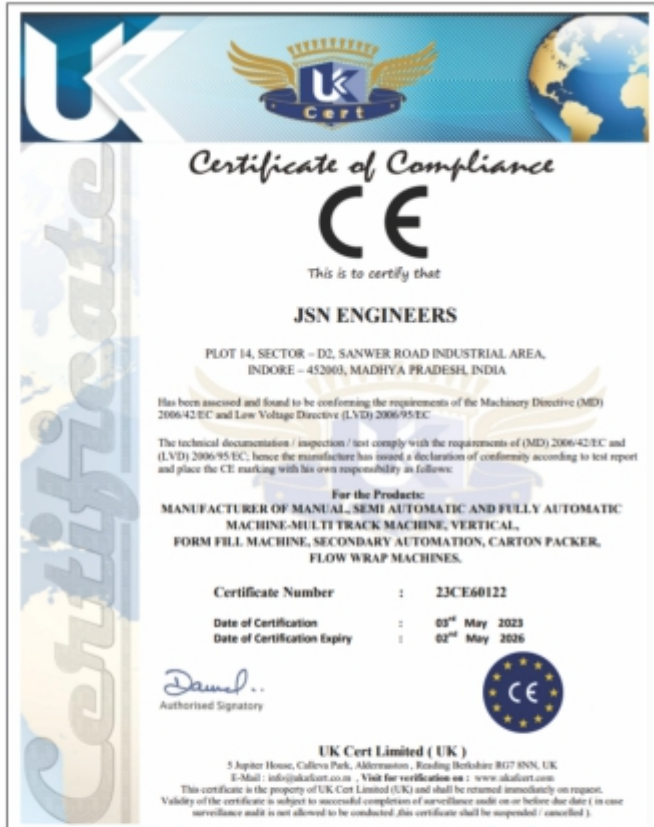 UK
Cert
Certificate of Compliance
CE
This is to certify that
JSN ENGINEERS
PLOT 14, SECTOR – D2, SANWER ROAD INDUSTRIAL AREA,
INDORE – 452003, MADHYA PRADESH, INDIA
Has been assessed and found to be conforming the requirements of the Machinery Directive (MD)
2006/42/EC and Low Voltage Directive (LVD) 2006/95/EC
The technical documentation / inspection / test comply with the requirements of (MD) 2006/42/EC and
(LVD) 2006/95/EC; hence the manufacture has issued a declaration of conformity according to test report
and place the CE marking with his own responsibility as follows:
For the Products:
MANUFACTURER OF MANUAL, SEMI AUTOMATIC AND FULLY AUTOMATIC
MACHINE-MULTI TRACK MACHINE, VERTICAL,
FORM FILL MACHINE, SECONDARY AUTOMATION, CARTON PACKER,
FLOW WRAP MACHINES.
Certificate Number : 23CE60122
Date of Certification : 03rd May 2023
Date of Certification Expiry : 02nd May 2026
Authorised Signatory
CE
UK Cert Limited ( UK )
5 Jupiter House, Calleva Park, Aldermaston , Reading Berkshire RG7 8NN, UK
E-Mail : , Visit for verification on :
This certificate is the property of UK Cert Limited (UK) and shall be returned immediately on request.
Validity of the certificate is subject to successful completion of surveillance audit on or before due date ( in case
surveillance audit is not allowed to be conducted ,this certificate shall be suspended / cancelled ).
Certificate